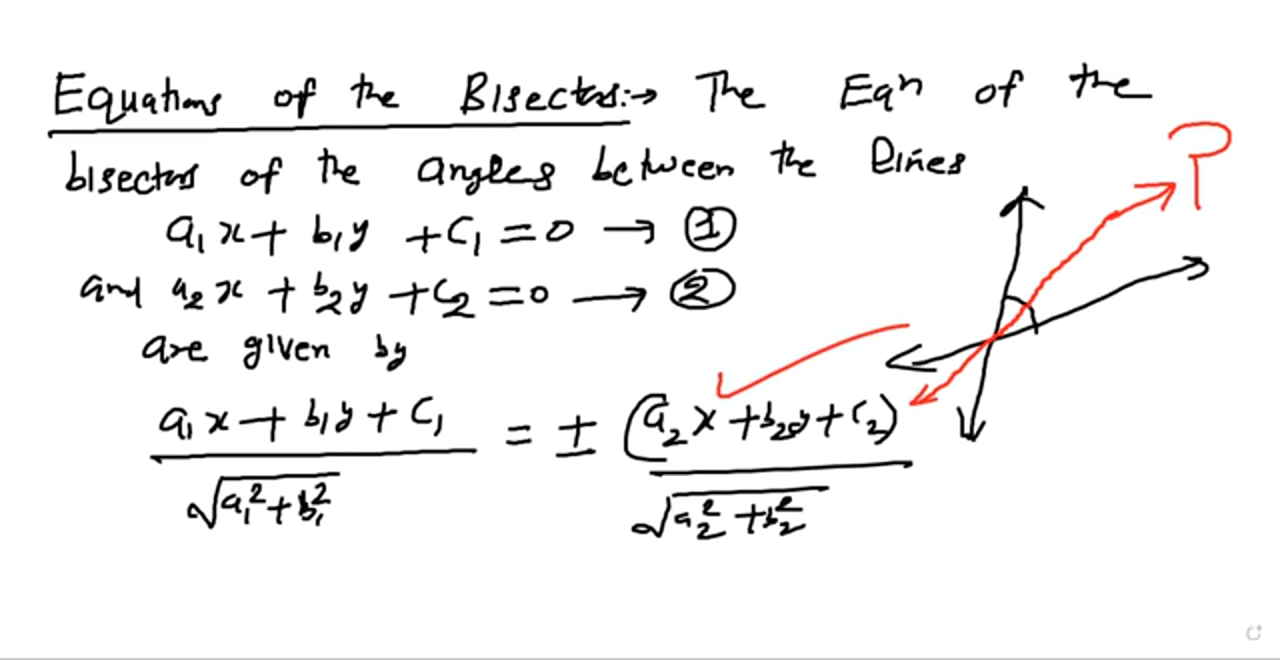 Equations of the Bisectors:→ The Eqn of the
bisectors of the angles between the lines
a₁x + b₁y + c₁ = 0 → ①
and a₂x + b₂y + c₂ = 0 → ②
are given by
(a₁x + b₁y + c₁)/√(a₁² + b₁²) = ± (a₂x + b₂y + c₂)/√(a₂² + b₂²)
P